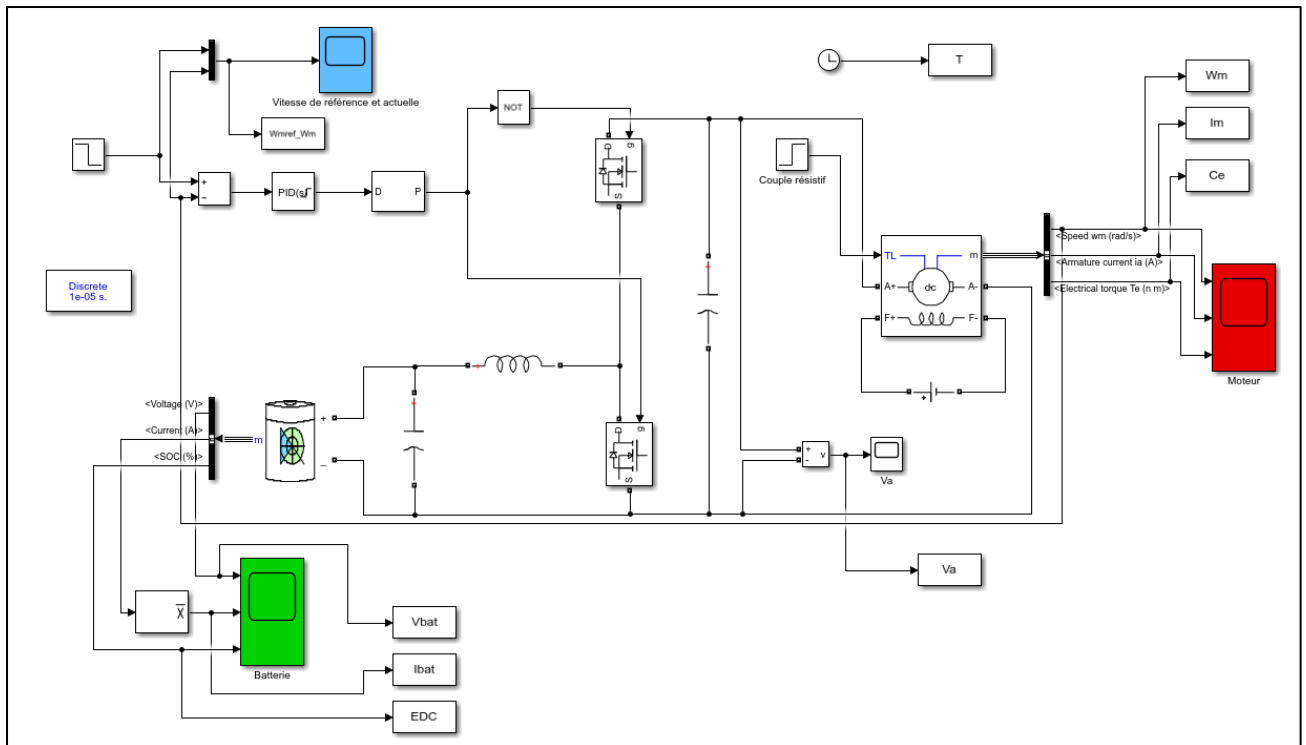 Vitesse de référence et actuelle
Wmref_Wm
T
Wm
Im
Ce
NOT
g
D
S
Couple résistif
+
−
PID(s)
D
P
Discrete
1e-05 s.
TL
m
A+
dc
A-
F+
F-
<Speed wm (rad/s)>
<Armature current ia (A)>
<Electrical torque Te (n m)>
Moteur
+
<Voltage (V)>
<Current (A)>
<SOC (%)>
m
+
_
g
D
S
+
-
v
Va
Va
X
Batterie
Vbat
Ibat
EDC